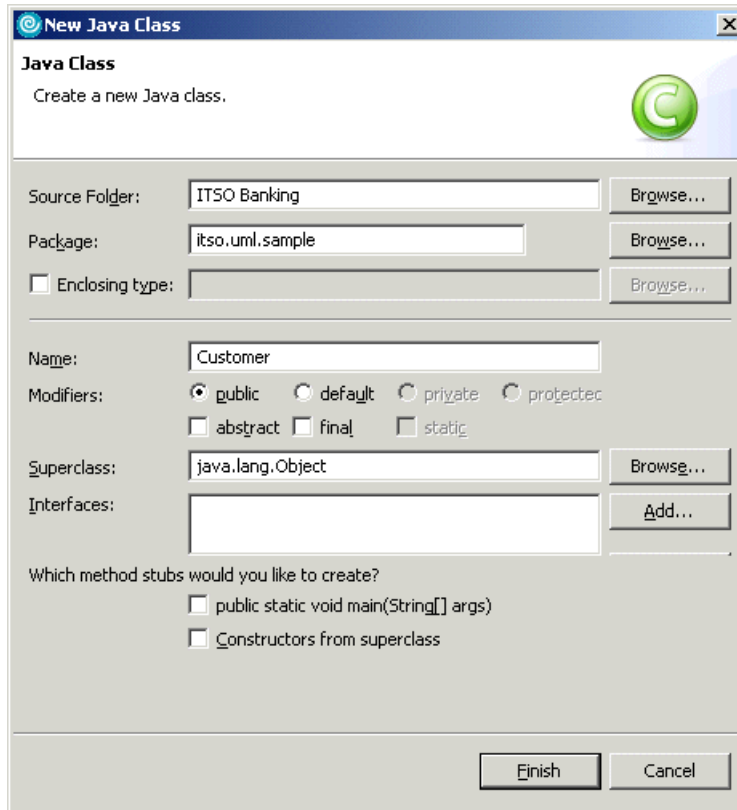 New Java Class
Java Class
Create a new Java class.
C
Source Folder: ITSO Banking Browse...
Package: itso.uml.sample Browse...
Enclosing type: Browse...
Name: Customer
Modifiers: public default private protectec
abstract final static
Superclass: java.lang.Object Browse...
Interfaces: Add...
Which method stubs would you like to create?
public static void main(String[] args)
Constructors from superclass
Finish Cancel